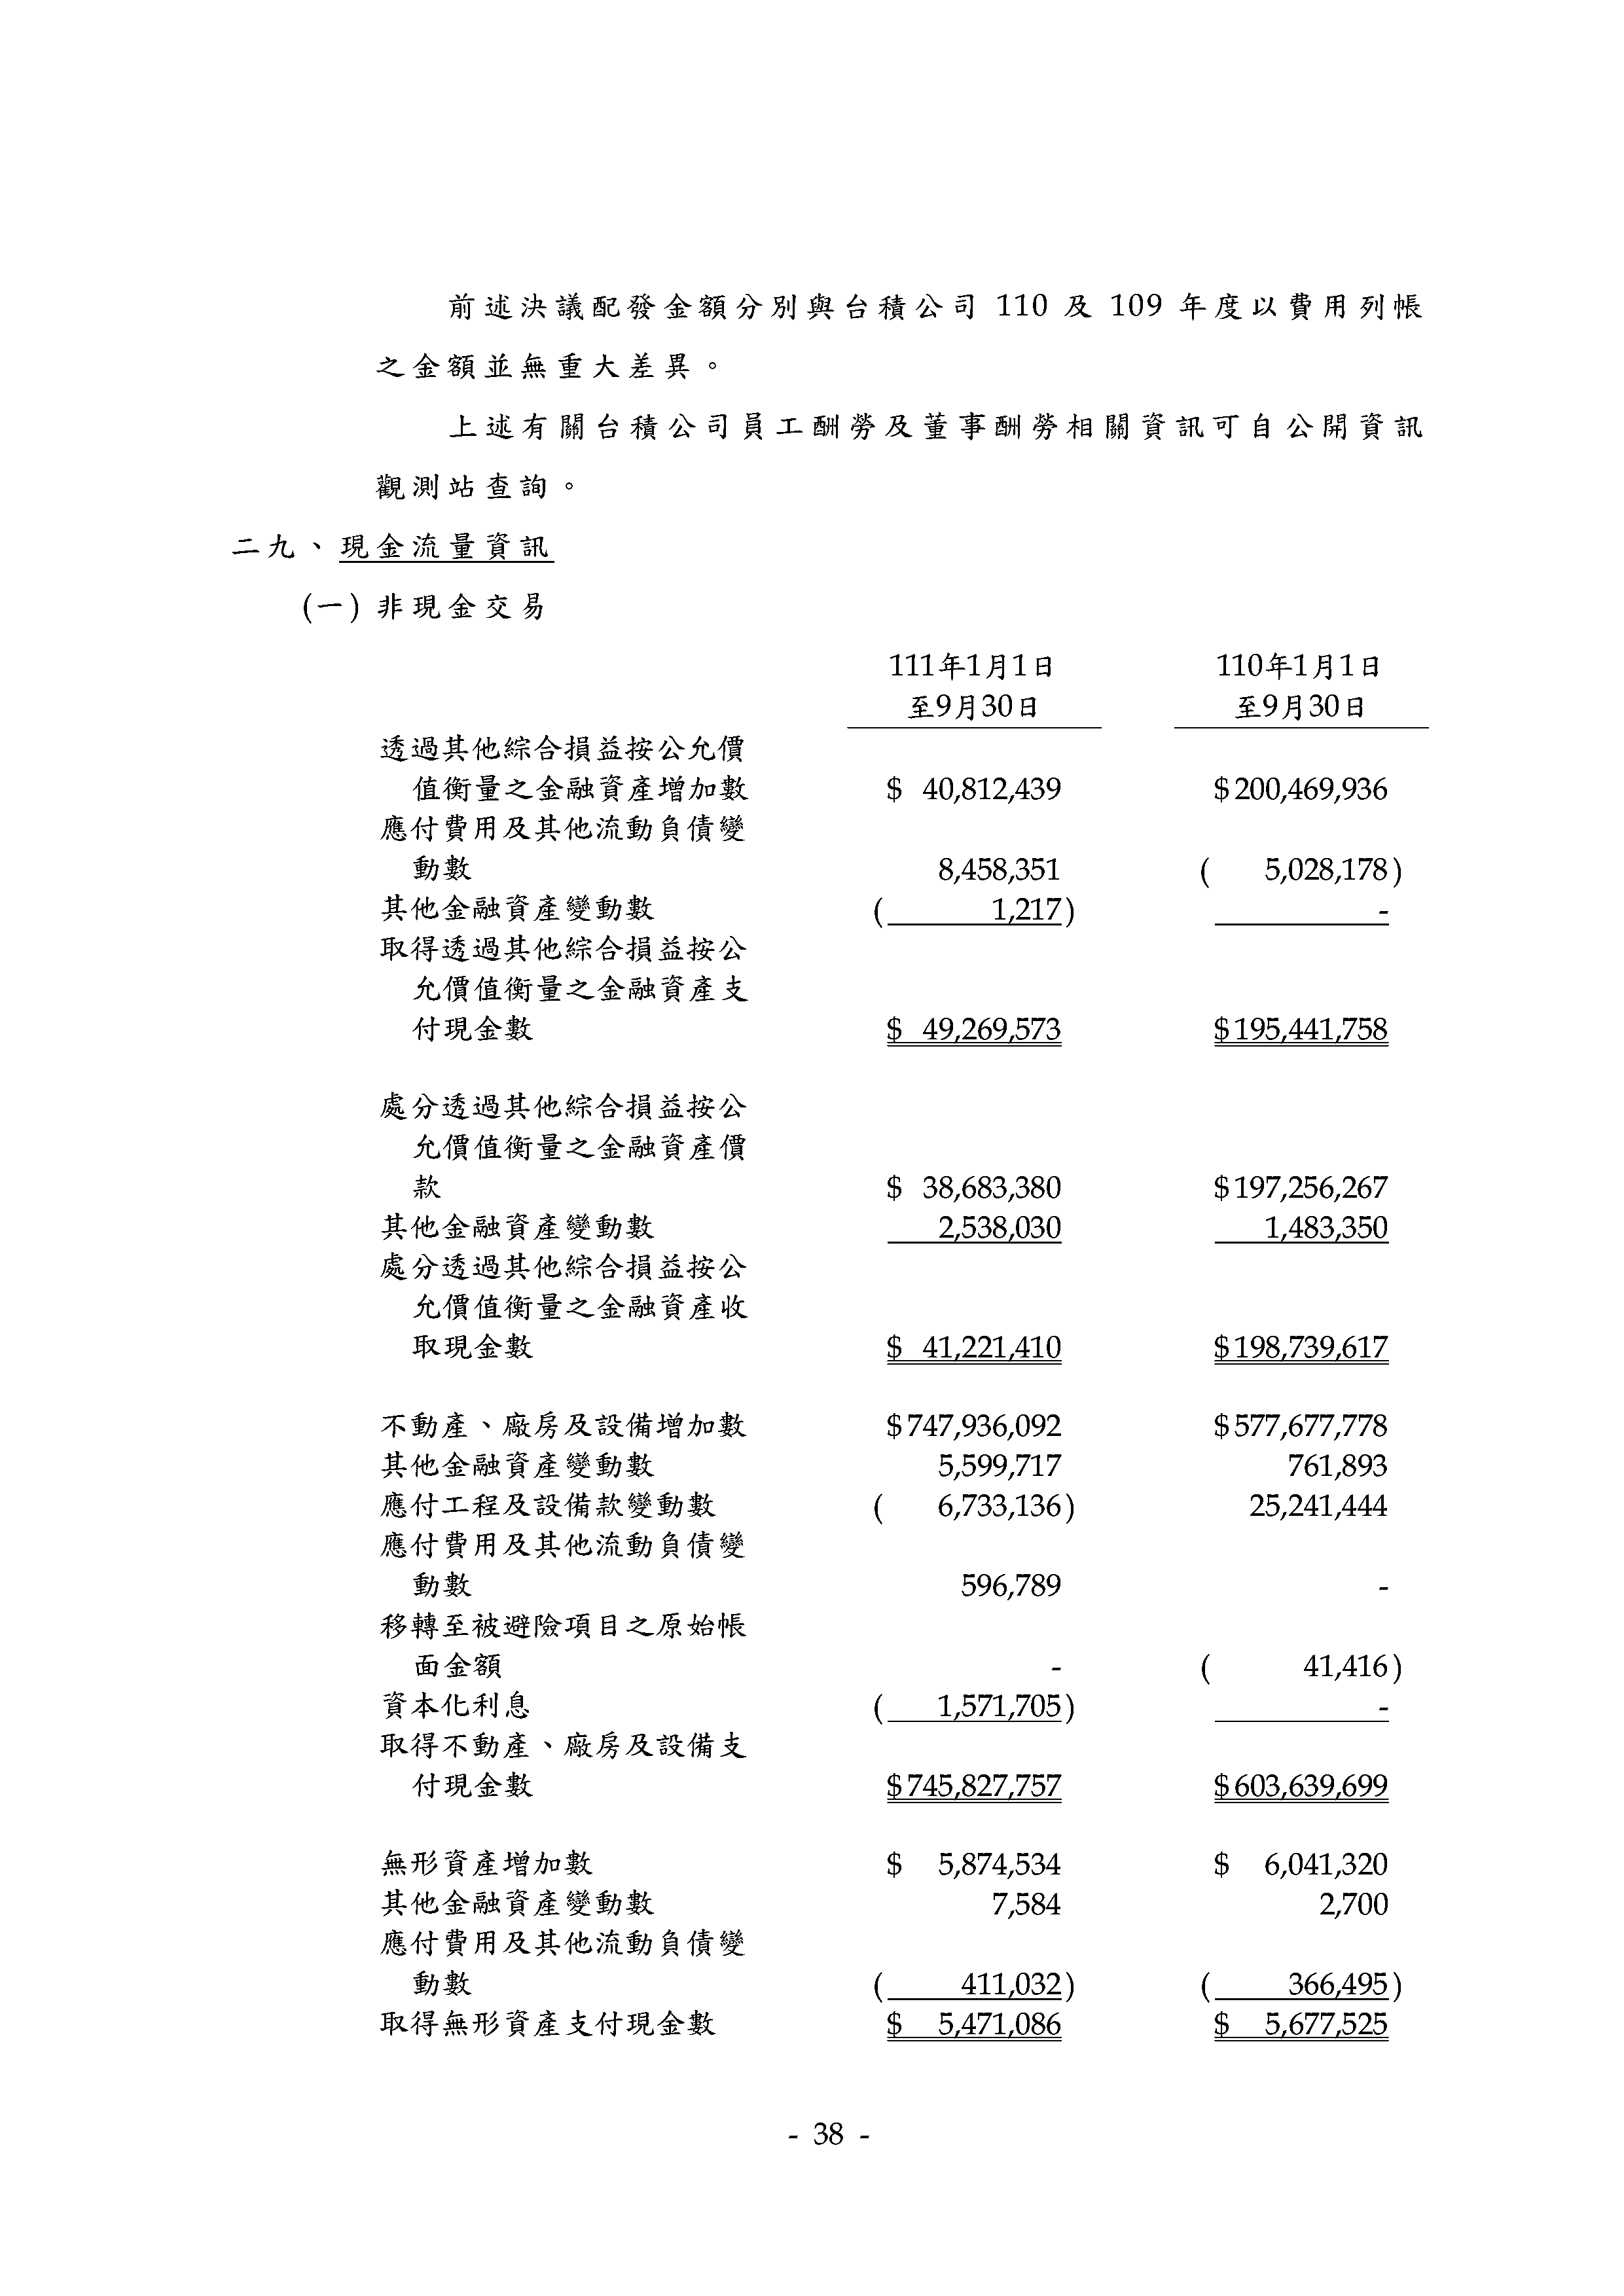 前述決議配發金額分別與台積公司 110 及 109 年度以費用列帳
之金額並無重大差異。
上述有關台積公司員工酬勞及董事酬勞相關資訊可自公開資訊
觀測站查詢。
二九、現金流量資訊
(一) 非現金交易
111年1月1日 110年1月1日
至9月30日 至9月30日
透過其他綜合損益按公允價
值衡量之金融資產增加數 $ 40,812,439 $200,469,936
應付費用及其他流動負債變
動數 8,458,351 ( 5,028,178)
其他金融資產變動數 ( 1,217) -
取得透過其他綜合損益按公
允價值衡量之金融資產支
付現金數 $ 49,269,573 $195,441,758
處分透過其他綜合損益按公
允價值衡量之金融資產價
款 $ 38,683,380 $197,256,267
其他金融資產變動數 2,538,030 1,483,350
處分透過其他綜合損益按公
允價值衡量之金融資產收
取現金數 $ 41,221,410 $198,739,617
不動產、廠房及設備增加數 $747,936,092 $577,677,778
其他金融資產變動數 5,599,717 761,893
應付工程及設備款變動數 ( 6,733,136) 25,241,444
應付費用及其他流動負債變
動數 596,789 -
移轉至被避險項目之原始帳
面金額 - ( 41,416)
資本化利息 ( 1,571,705) -
取得不動產、廠房及設備支
付現金數 $745,827,757 $603,639,699
無形資產增加數 $ 5,874,534 $ 6,041,320
其他金融資產變動數 7,584 2,700
應付費用及其他流動負債變
動數 ( 411,032) ( 366,495)
取得無形資產支付現金數 $ 5,471,086 $ 5,677,525
- 38 -